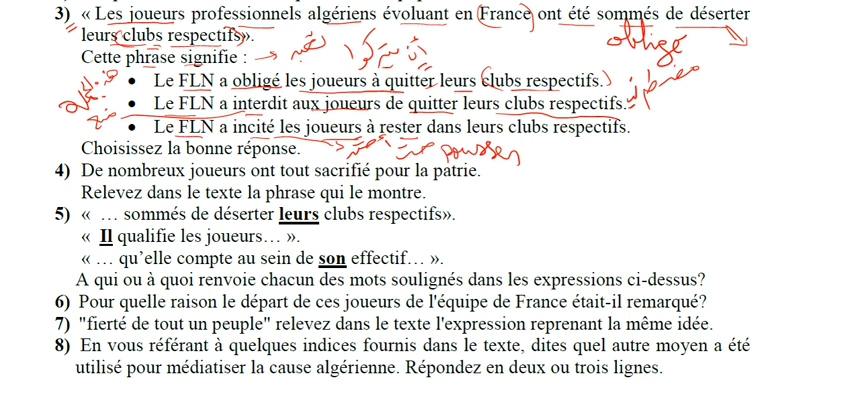 3) « Les joueurs professionnels algériens évoluant en France ont été sommés de déserter
leurs clubs respectifs».
obligé
Cette phrase signifie :
• Le FLN a obligé les joueurs à quitter leurs clubs respectifs.
• Le FLN a interdit aux joueurs de quitter leurs clubs respectifs.
• Le FLN a incité les joueurs à rester dans leurs clubs respectifs.
Choisissez la bonne réponse.
pousser
4) De nombreux joueurs ont tout sacrifié pour la patrie.
Relevez dans le texte la phrase qui le montre.
5) « … sommés de déserter leurs clubs respectifs».
« Il qualifie les joueurs… ».
« … qu’elle compte au sein de son effectif… ».
A qui ou à quoi renvoie chacun des mots soulignés dans les expressions ci-dessus?
6) Pour quelle raison le départ de ces joueurs de l'équipe de France était-il remarqué?
7) "fierté de tout un peuple" relevez dans le texte l'expression reprenant la même idée.
8) En vous référant à quelques indices fournis dans le texte, dites quel autre moyen a été
utilisé pour médiatiser la cause algérienne. Répondez en deux ou trois lignes.